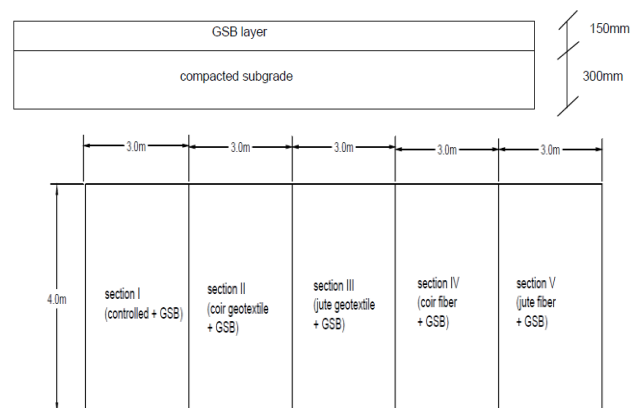 GSB layer
150mm
compacted subgrade
300mm
3.0m
3.0m
3.0m
3.0m
3.0m
4.0m
section I
(controlled + GSB)
section II
(coir geotextile
+ GSB)
section III
(jute geotextile
+ GSB)
section IV
(coir fiber
+ GSB)
section V
(jute fiber
+ GSB)